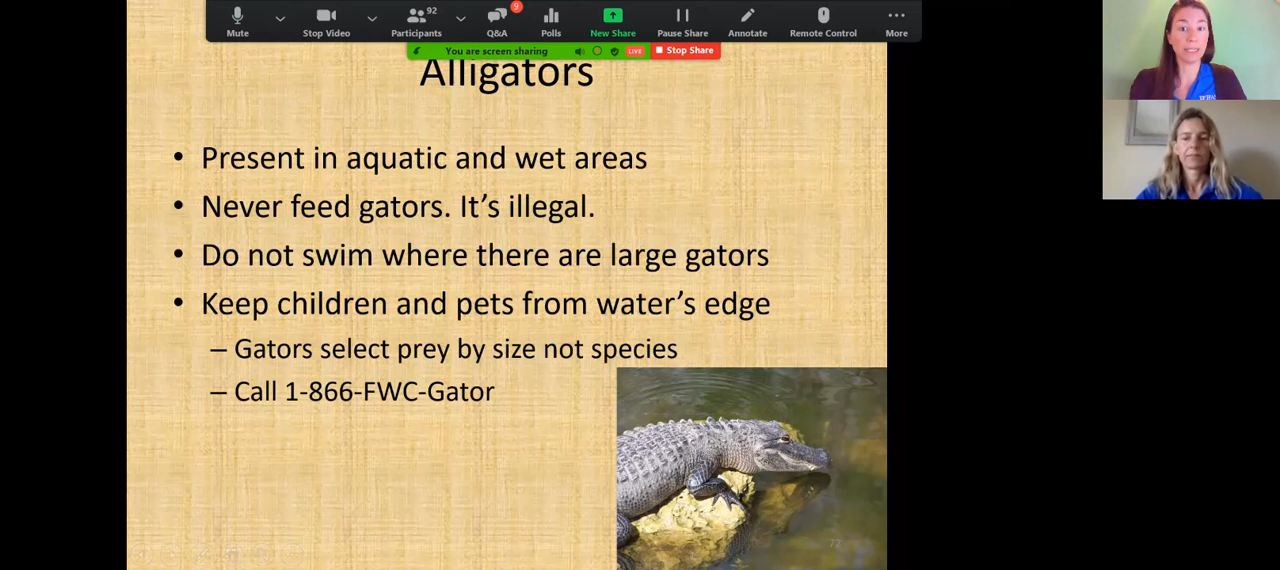 92
9
Mute
Stop Video
Participants
Q&A
Polls
New Share
Pause Share
Annotate
Remote Control
More
You are screen sharing
LIVE
Stop Share
Alligators
• Present in aquatic and wet areas
• Never feed gators. It’s illegal.
• Do not swim where there are large gators
• Keep children and pets from water’s edge
– Gators select prey by size not species
– Call 1-866-FWC-Gator